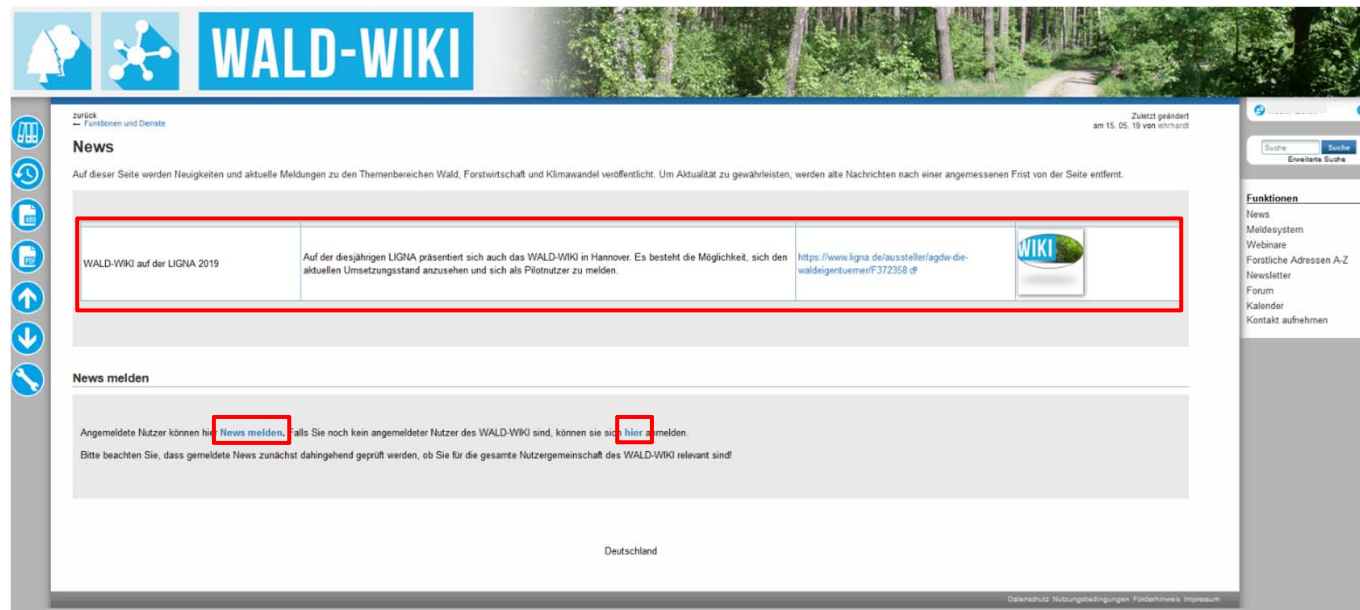 WALD-WIKI
zurück
← Funktionen und Dienste
Zuletzt geändert
am 15. 05. 19 von
News
Auf dieser Seite werden Neuigkeiten und aktuelle Meldungen zu den Themenbereichen Wald, Forstwirtschaft und Klimawandel veröffentlicht. Um Aktualität zu gewährleisten, werden alte Nachrichten nach einer angemessenen Frist von der Seite entfernt.
WALD-WIKI auf der LIGNA 2019
Auf der diesjährigen LIGNA präsentiert sich auch das WALD-WIKI in Hannover. Es besteht die Möglichkeit, sich den
aktuellen Umsetzungsstand anzusehen und sich als Pilotnutzer zu melden.
https://www.ligna.de/aussteller/agdw-die-
waldeigentuemer/F372358
WIKI
News melden
Angemeldete Nutzer können hier News melden. Falls Sie noch kein angemeldeter Nutzer des WALD-WIKI sind, können sie sich hier anmelden.
Bitte beachten Sie, dass gemeldete News zunächst dahingehend geprüft werden, ob Sie für die gesamte Nutzergemeinschaft des WALD-WIKI relevant sind!
Deutschland
Datenschutz Nutzungsbedingungen Förderhinweis Impressum
Suche Suche
Erweiterte Suche
Funktionen
News
Meldesystem
Webinare
Forstliche Adressen A-Z
Newsletter
Forum
Kalender
Kontakt aufnehmen
PDF